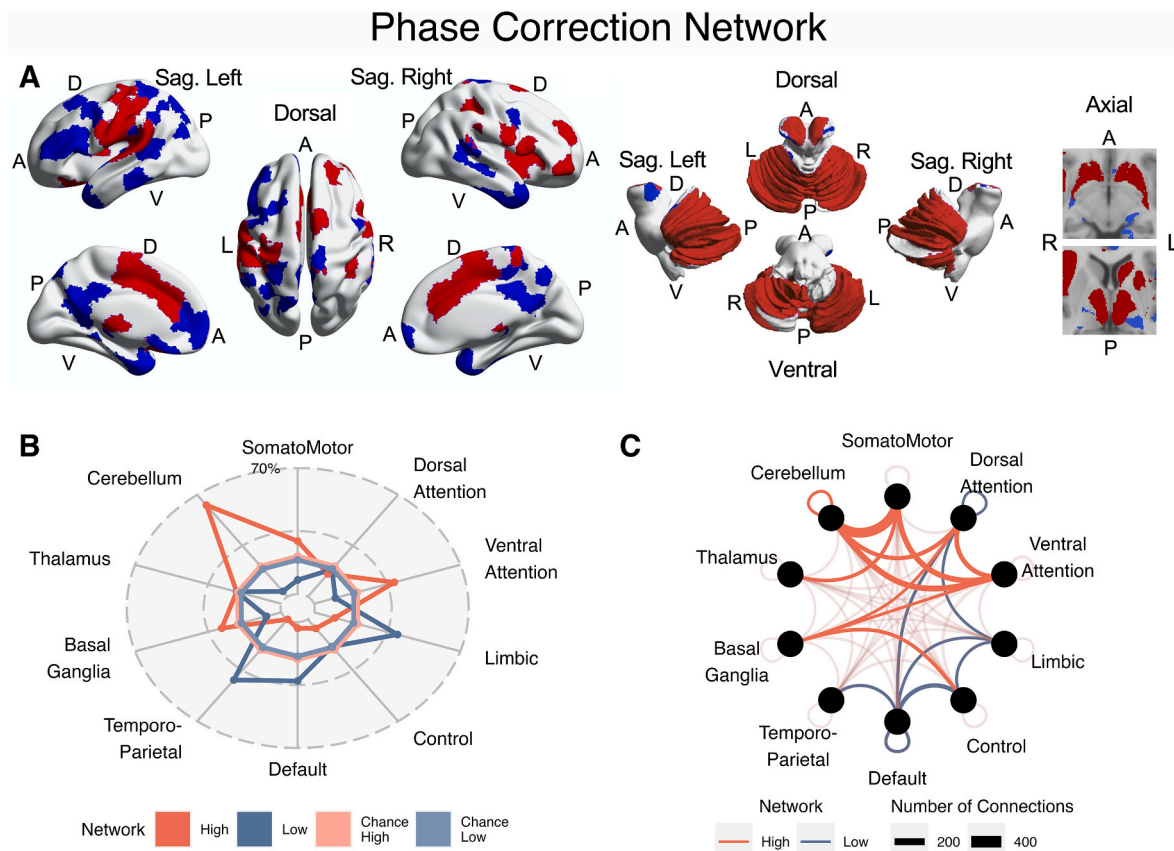 Phase Correction Network
A
D
Sag. Left
P
A
V
Dorsal
A
L
R
P
Sag. Right
D
P
A
V
D
P
A
V
D
A
P
V
Sag. Left
D
A
P
V
Dorsal
A
L
R
P
A
R
L
P
Ventral
Sag. Right
D
P
A
V
Axial
A
R
L
P
B
SomatoMotor
70%
Dorsal
Attention
Ventral
Attention
Limbic
Control
Default
Temporo-
Parietal
Basal
Ganglia
Thalamus
Cerebellum
Network
High
Low
Chance
High
Chance
Low
C
SomatoMotor
Dorsal
Attention
Ventral
Attention
Limbic
Control
Default
Temporo-
Parietal
Basal
Ganglia
Thalamus
Cerebellum
Network
High
Low
Number of Connections
200
400